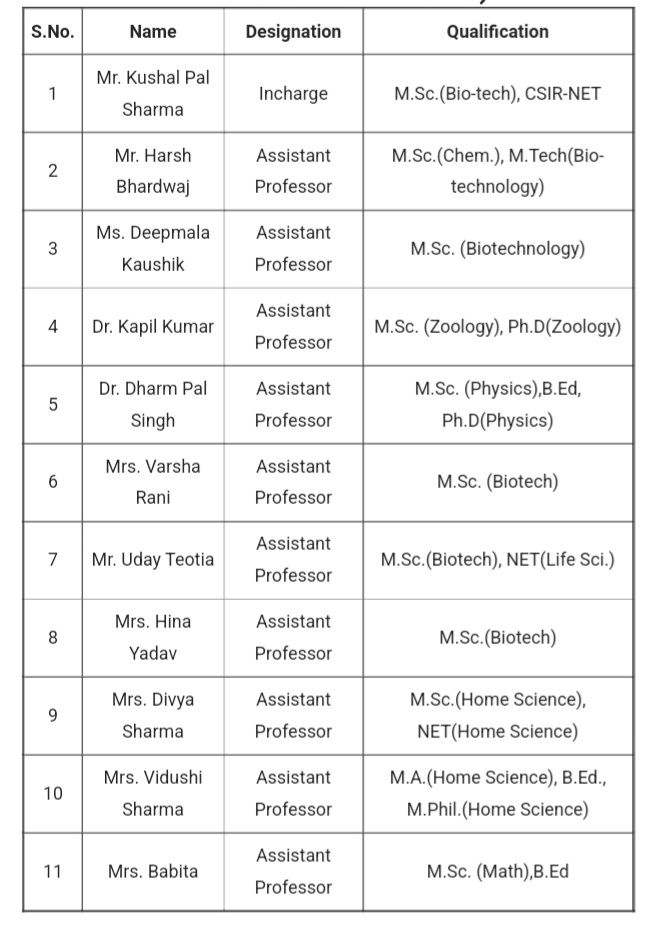 S.No. Name Designation Qualification
1 Mr. Kushal Pal Sharma Incharge M.Sc.(Bio-tech), CSIR-NET
2 Mr. Harsh Bhardwaj Assistant Professor M.Sc.(Chem.), M.Tech(Bio-technology)
3 Ms. Deepmala Kaushik Assistant Professor M.Sc. (Biotechnology)
4 Dr. Kapil Kumar Assistant Professor M.Sc. (Zoology), Ph.D(Zoology)
5 Dr. Dharm Pal Singh Assistant Professor M.Sc. (Physics),B.Ed, Ph.D(Physics)
6 Mrs. Varsha Rani Assistant Professor M.Sc. (Biotech)
7 Mr. Uday Teotia Assistant Professor M.Sc.(Biotech), NET(Life Sci.)
8 Mrs. Hina Yadav Assistant Professor M.Sc.(Biotech)
9 Mrs. Divya Sharma Assistant Professor M.Sc.(Home Science), NET(Home Science)
10 Mrs. Vidushi Sharma Assistant Professor M.A.(Home Science), B.Ed., M.Phil.(Home Science)
11 Mrs. Babita Assistant Professor M.Sc. (Math),B.Ed